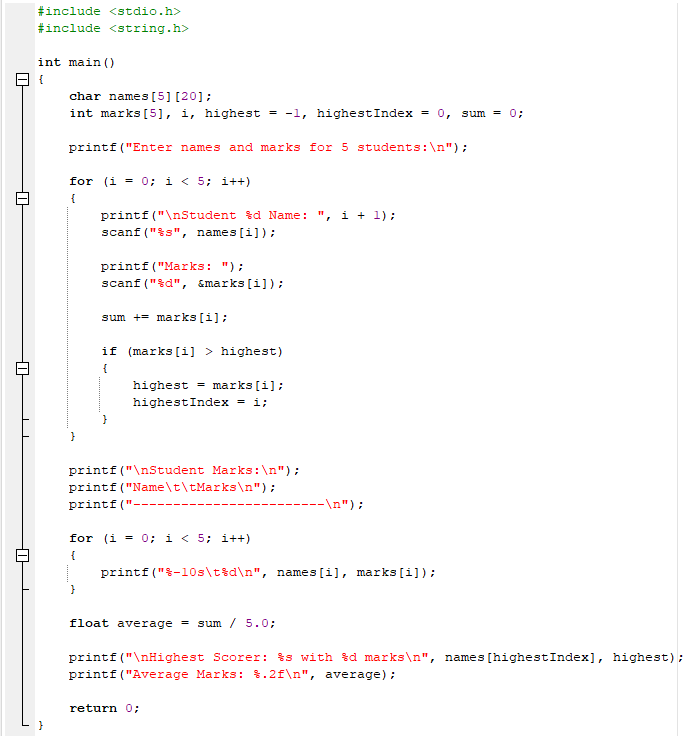 #include <stdio.h>
#include <string.h>

int main()
{
    char names[5][20];
    int marks[5], i, highest = -1, highestIndex = 0, sum = 0;

    printf("Enter names and marks for 5 students:\n");

    for (i = 0; i < 5; i++)
    {
        printf("\nStudent %d Name: ", i + 1);
        scanf("%s", names[i]);

        printf("Marks: ");
        scanf("%d", &marks[i]);

        sum += marks[i];

        if (marks[i] > highest)
        {
            highest = marks[i];
            highestIndex = i;
        }
    }

    printf("\nStudent Marks:\n");
    printf("Name\t\tMarks\n");
    printf("------------------------\n");

    for (i = 0; i < 5; i++)
    {
        printf("%-10s\t%d\n", names[i], marks[i]);
    }

    float average = sum / 5.0;

    printf("\nHighest Scorer: %s with %d marks\n", names[highestIndex], highest);
    printf("Average Marks: %.2f\n", average);

    return 0;
}